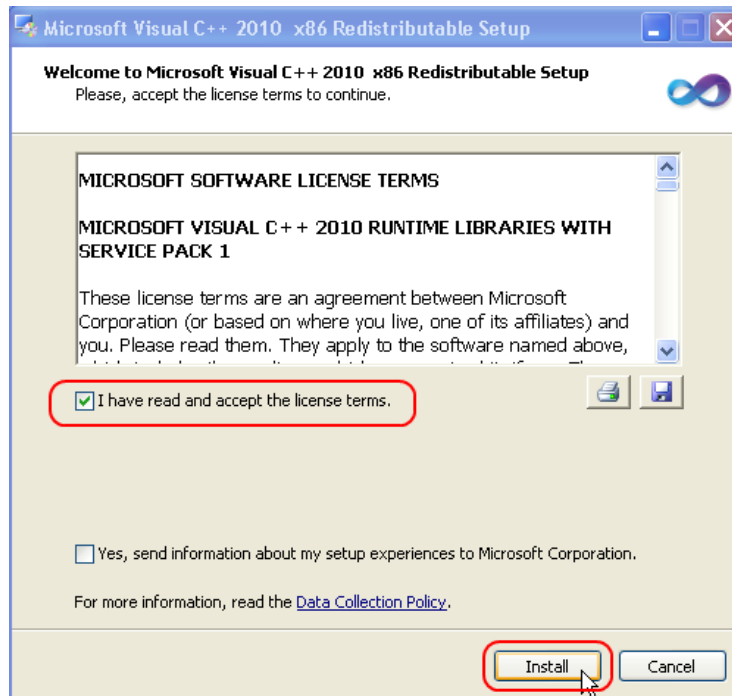 Microsoft Visual C++ 2010  x86 Redistributable Setup
Welcome to Microsoft Visual C++ 2010  x86 Redistributable Setup
Please, accept the license terms to continue.
MICROSOFT SOFTWARE LICENSE TERMS
MICROSOFT VISUAL C++ 2010 RUNTIME LIBRARIES WITH
SERVICE PACK 1
These license terms are an agreement between Microsoft
Corporation (or based on where you live, one of its affiliates) and
you. Please read them. They apply to the software named above,
I have read and accept the license terms.
Yes, send information about my setup experiences to Microsoft Corporation.
For more information, read the Data Collection Policy.
Install
Cancel